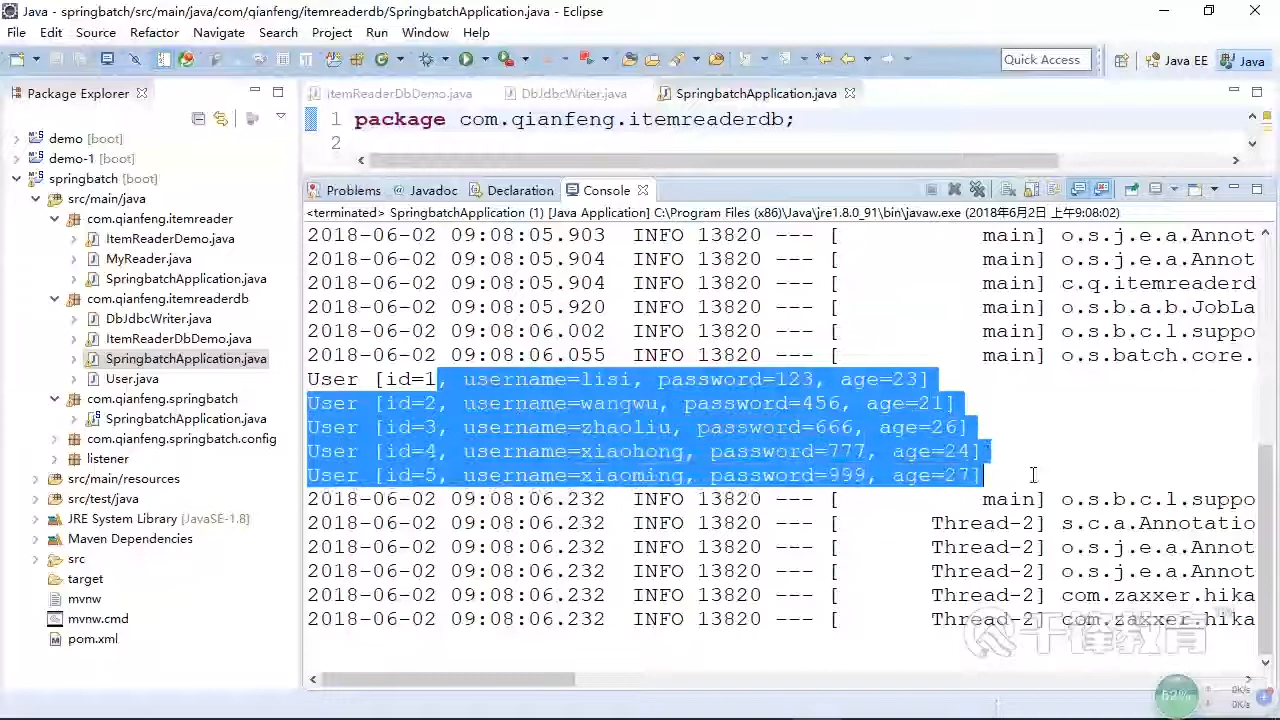 Java - springbatch/src/main/java/com/qianfeng/itemreaderdb/SpringbatchApplication.java - Eclipse
File Edit Source Refactor Navigate Search Project Run Window Help
Quick Access
Java EE
Java
Package Explorer
demo [boot]
demo-1 [boot]
springbatch [boot]
src/main/java
com.qianfeng.itemreader
ItemReaderDemo.java
MyReader.java
SpringbatchApplication.java
com.qianfeng.itemreaderdb
DbJdbcWriter.java
ItemReaderDbDemo.java
SpringbatchApplication.java
User.java
com.qianfeng.springbatch
SpringbatchApplication.java
com.qianfeng.springbatch.config
listener
src/main/resources
src/test/java
JRE System Library [JavaSE-1.8]
Maven Dependencies
src
target
mvnw
mvnw.cmd
pom.xml
ItemReaderDbDemo.java DbJdbcWriter.java SpringbatchApplication.java
1 package com.qianfeng.itemreaderdb;
2
Problems Javadoc Declaration Console
<terminated> SpringbatchApplication (1) [Java Application] C:\Program Files (x86)\Java\jre1.8.0_91\bin\javaw.exe (2018年6月2日 上午9:08:02)
2018-06-02 09:08:05.903 INFO 13820 --- [ main] o.s.j.e.a.Annot
2018-06-02 09:08:05.904 INFO 13820 --- [ main] o.s.j.e.a.Annot
2018-06-02 09:08:05.904 INFO 13820 --- [ main] c.q.itemreaderd
2018-06-02 09:08:05.920 INFO 13820 --- [ main] o.s.b.a.b.JobLa
2018-06-02 09:08:06.002 INFO 13820 --- [ main] o.s.b.c.l.suppo
2018-06-02 09:08:06.055 INFO 13820 --- [ main] o.s.batch.core.
User [id=1, username=lisi, password=123, age=23]
User [id=2, username=wangwu, password=456, age=21]
User [id=3, username=zhaoliu, password=666, age=26]
User [id=4, username=xiaohong, password=777, age=24]
User [id=5, username=xiaoming, password=999, age=27]
2018-06-02 09:08:06.232 INFO 13820 --- [ main] o.s.b.c.l.suppo
2018-06-02 09:08:06.232 INFO 13820 --- [ Thread-2] s.c.a.Annotatio
2018-06-02 09:08:06.232 INFO 13820 --- [ Thread-2] o.s.j.e.a.Annot
2018-06-02 09:08:06.232 INFO 13820 --- [ Thread-2] o.s.j.e.a.Annot
2018-06-02 09:08:06.232 INFO 13820 --- [ Thread-2] com.zaxxer.hika
2018-06-02 09:08:06.232 INFO 13820 --- [ Thread-2] com.zaxxer.hika
千锋教育
52%
0K/s
0K/s